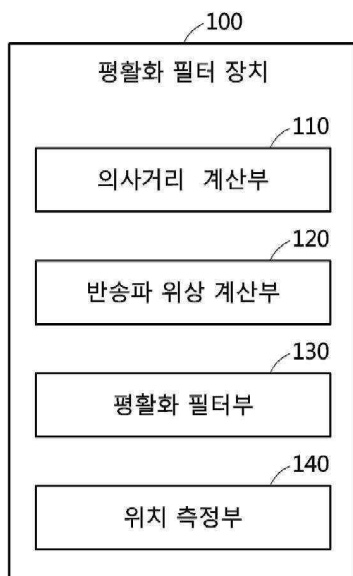 100
평활화 필터 장치
110
의사거리 계산부
120
반송파 위상 계산부
130
평활화 필터부
140
위치 측정부